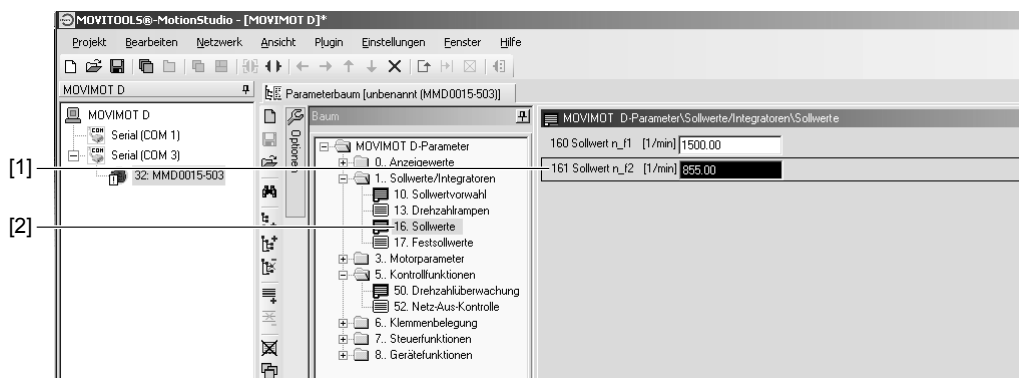 MOVITOOLS®-MotionStudio - [MOVIMOT D]*
Projekt Bearbeiten Netzwerk Ansicht Plugin Einstellungen Fenster Hilfe
MOVIMOT D
Parameterbaum [unbenannt (MMD0015-503)]
MOVIMOT D
Serial (COM 1)
Serial (COM 3)
32: MMD0015-503
Optionen
Baum
MOVIMOT D-Parameter
0.. Anzeigewerte
1.. Sollwerte/Integratoren
10. Sollwertvorwahl
13. Drehzahlrampen
16. Sollwerte
17. Festsollwerte
3.. Motorparameter
5.. Kontrollfunktionen
50. Drehzahlüberwachung
52. Netz-Aus-Kontrolle
6.. Klemmenbelegung
7.. Steuerfunktionen
8.. Gerätefunktionen
MOVIMOT D-Parameter\Sollwerte/Integratoren\Sollwerte
160 Sollwert n_f1 [1/min] 1500.00
161 Sollwert n_f2 [1/min] 855.00
[1]
[2]